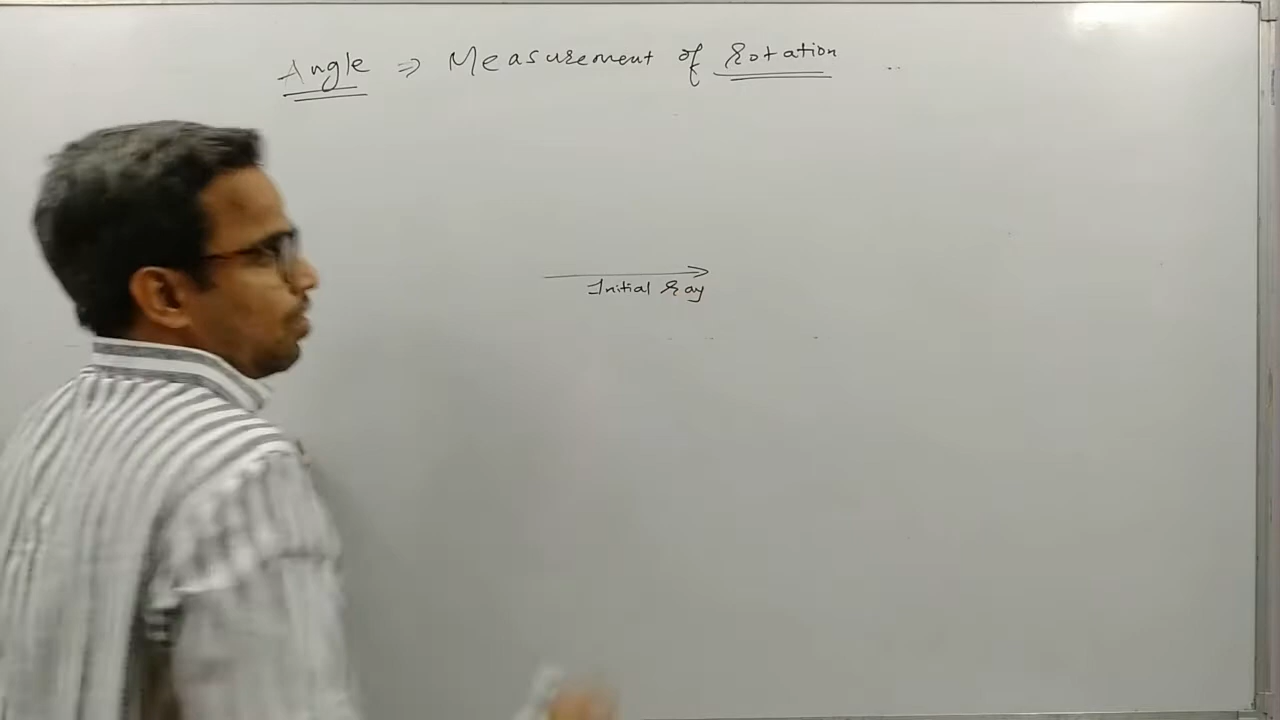 Angle ⇒ Measurement of rotation
Initial ray